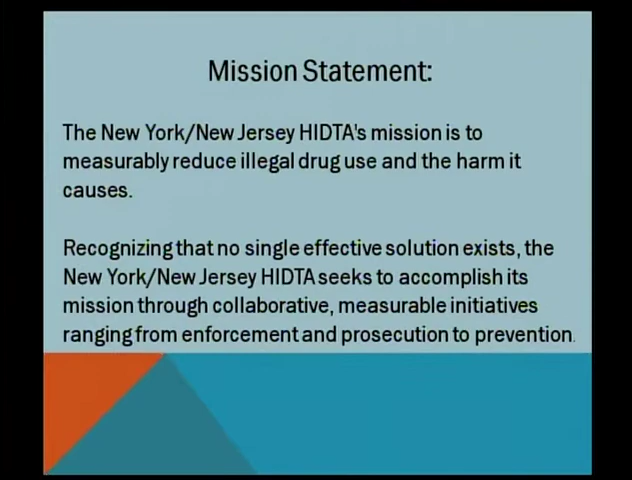 Mission Statement:
The New York/New Jersey HIDTA's mission is to
measurably reduce illegal drug use and the harm it
causes.
Recognizing that no single effective solution exists, the
New York/New Jersey HIDTA seeks to accomplish its
mission through collaborative, measurable initiatives
ranging from enforcement and prosecution to prevention.